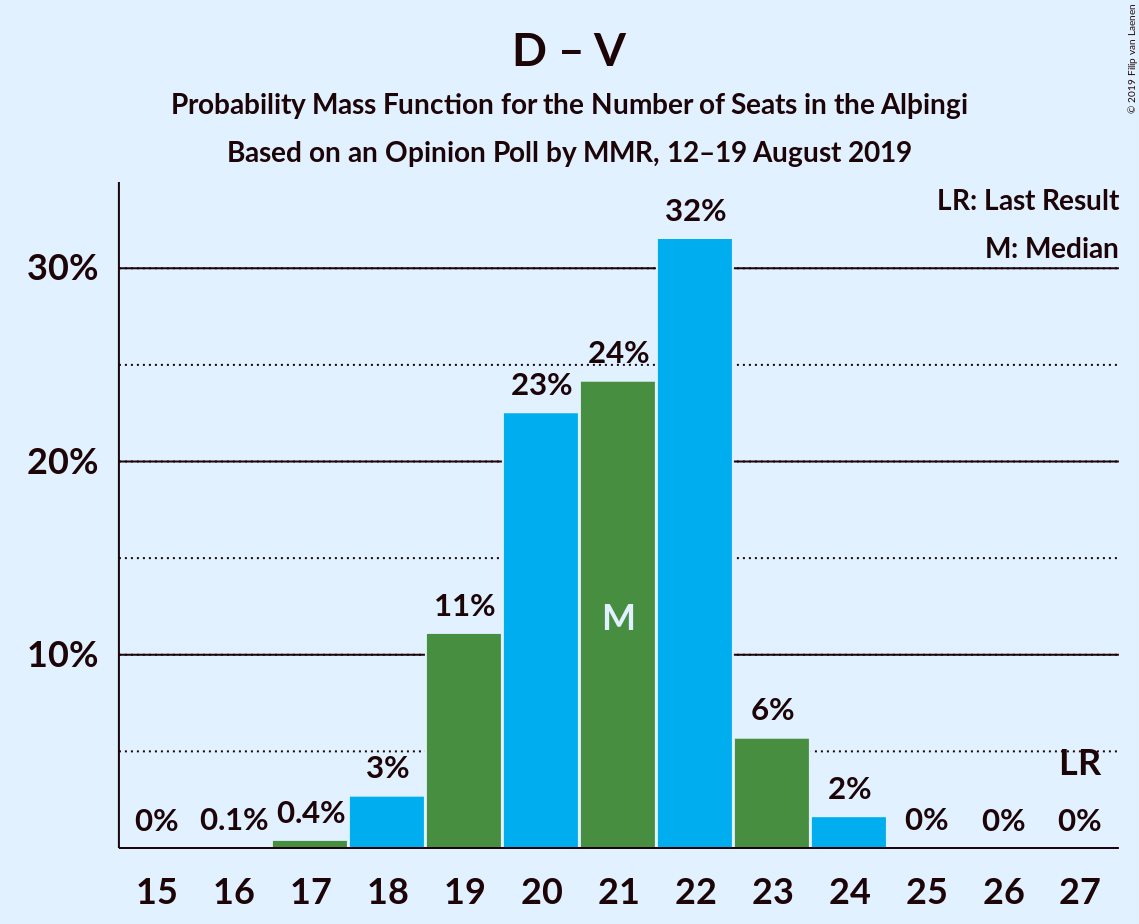 D – V
Probability Mass Function for the Number of Seats in the Alþingi
Based on an Opinion Poll by MMR, 12–19 August 2019
© 2019 Filip van Laenen
LR: Last Result
M: Median
30%
20%
10%
0%
0.1%
0.4%
3%
11%
23%
24%
32%
6%
2%
0%
0%
0%
M
LR
15 16 17 18 19 20 21 22 23 24 25 26 27